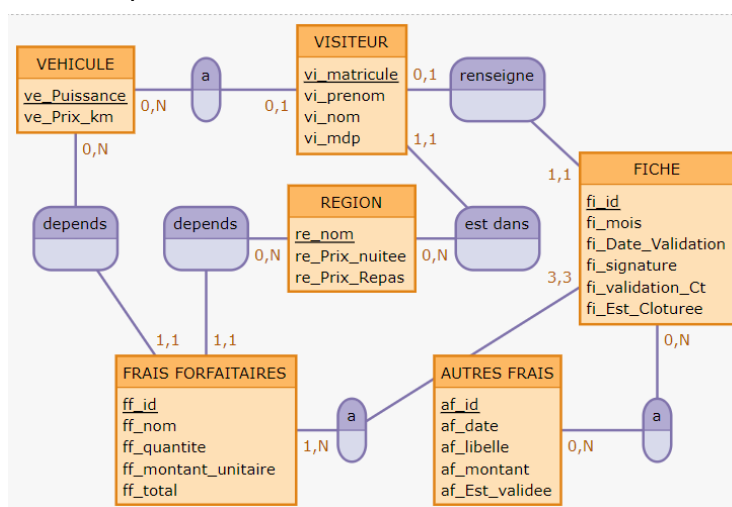 VISITEUR
vi_matricule
vi_prenom
vi_nom
vi_mdp
VEHICULE
ve_Puissance
ve_Prix_km
a
0,N
0,1
0,1
renseigne
1,1
1,1
0,N
FICHE
fi_id
fi_mois
fi_Date_Validation
fi_signature
fi_validation_Ct
fi_Est_Cloturee
depends
depends
0,N
REGION
re_nom
re_Prix_nuitee
re_Prix_Repas
0,N
est dans
3,3
0,N
1,1
1,1
FRAIS FORFAITAIRES
ff_id
ff_nom
ff_quantite
ff_montant_unitaire
ff_total
1,N
a
AUTRES FRAIS
af_id
af_date
af_libelle
af_montant
af_Est_validee
0,N
a